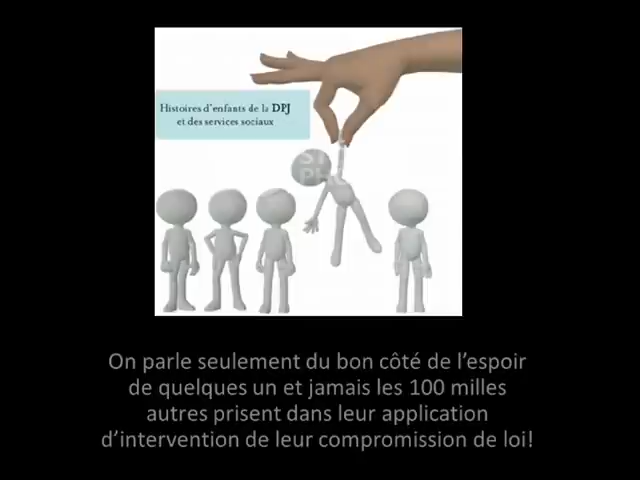 Histoires d'enfants de la DPJ
et des services sociaux
On parle seulement du bon côté de l'espoir
de quelques un et jamais les 100 milles
autres prisent dans leur application
d'intervention de leur compromission de loi!